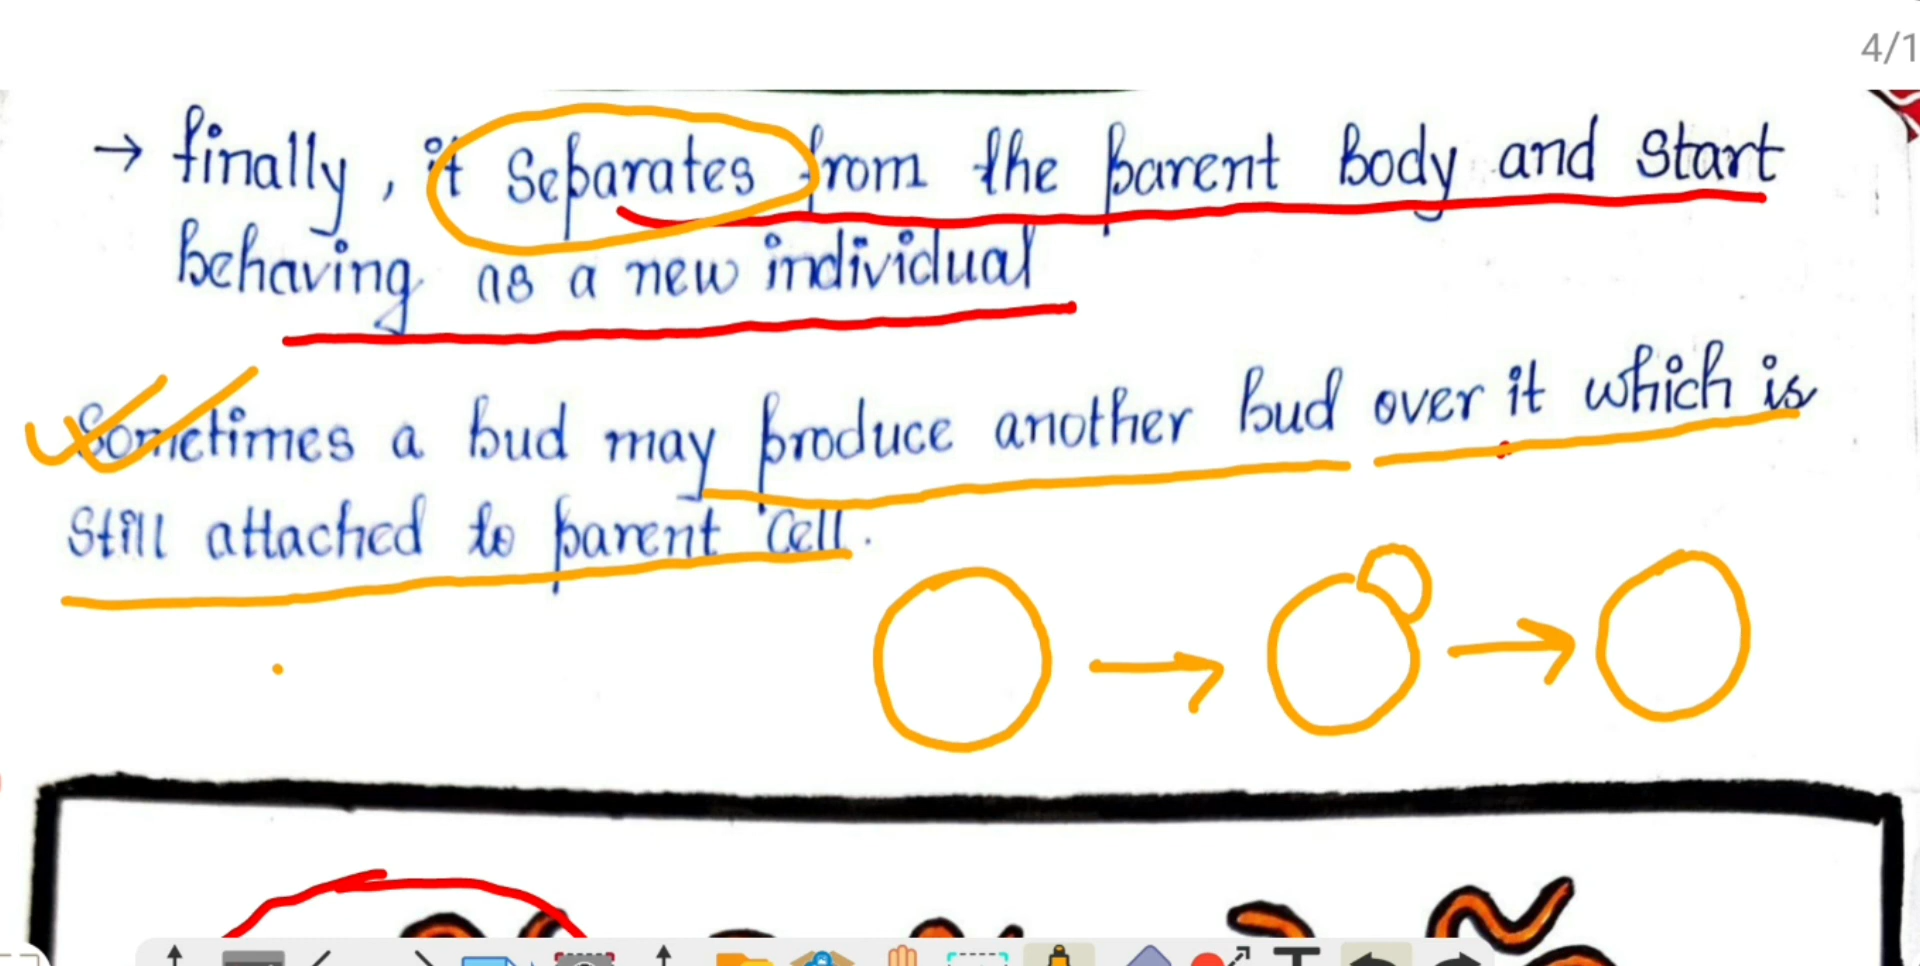 4/1
→ finally, it Separates from the parent Body and Start
behaving as a new individual
Sometimes a bud may produce another bud over it which is
Still attached to parent Cell.